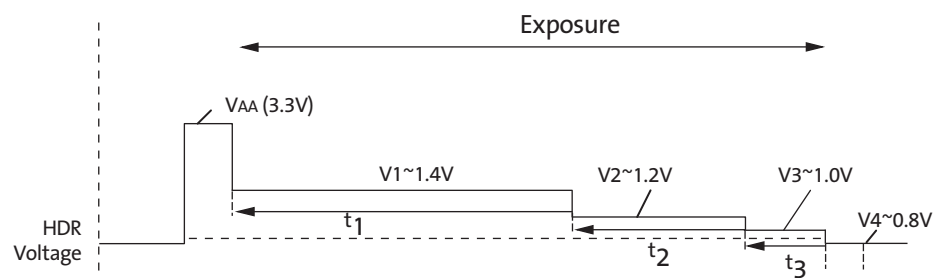 Exposure
VAA (3.3V)
V1~1.4V
V2~1.2V
V3~1.0V
V4~0.8V
HDR
Voltage
t1
t2
t3